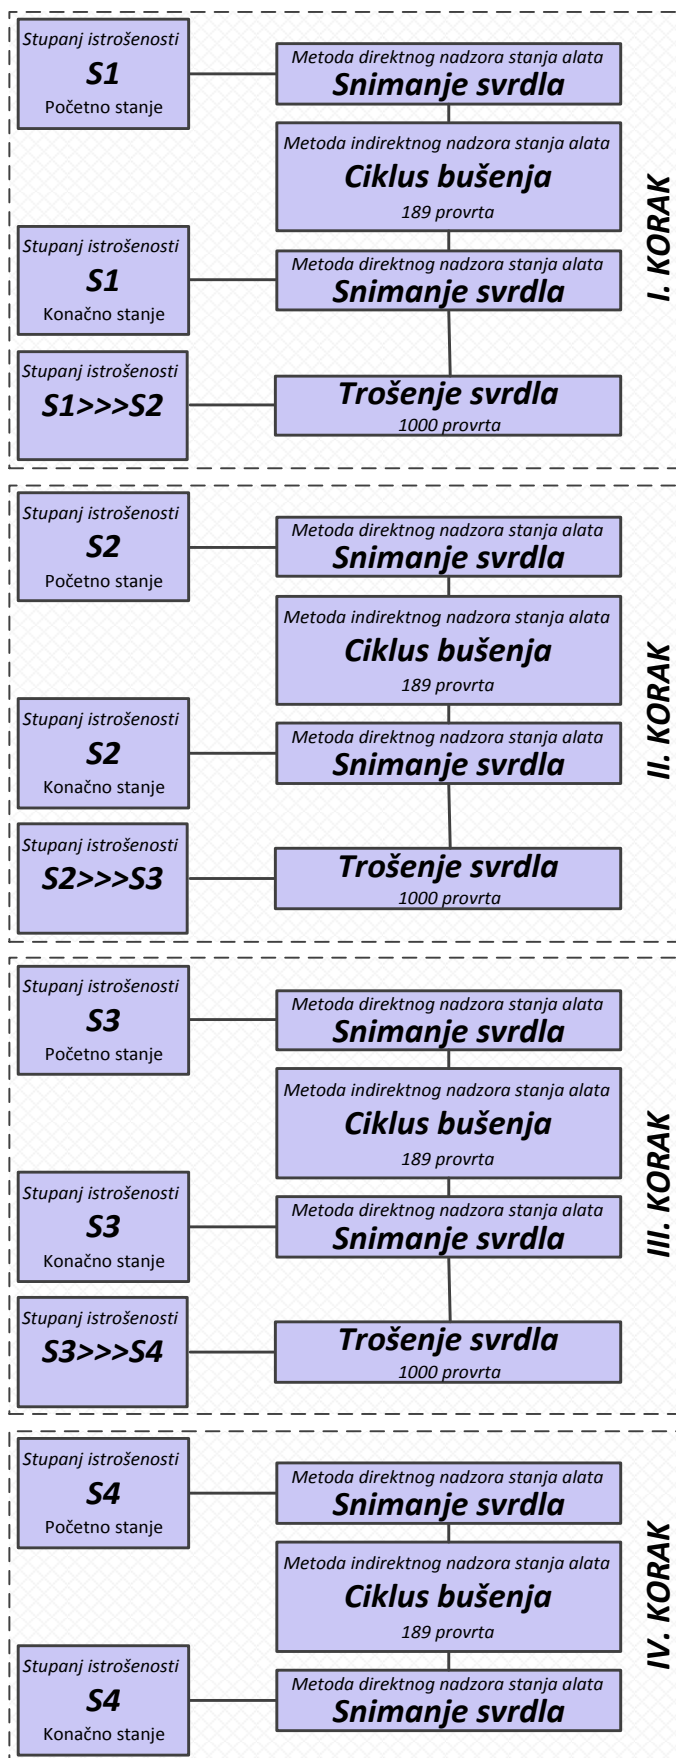 Stupanj istrošenosti
S1
Početno stanje
Metoda direktnog nadzora stanja alata
Snimanje svrdla
Metoda indirektnog nadzora stanja alata
Ciklus bušenja
189 provrta
Stupanj istrošenosti
S1
Konačno stanje
Metoda direktnog nadzora stanja alata
Snimanje svrdla
Stupanj istrošenosti
S1>>>S2
Trošenje svrdla
1000 provrta
I. KORAK
Stupanj istrošenosti
S2
Početno stanje
Metoda direktnog nadzora stanja alata
Snimanje svrdla
Metoda indirektnog nadzora stanja alata
Ciklus bušenja
189 provrta
Stupanj istrošenosti
S2
Konačno stanje
Metoda direktnog nadzora stanja alata
Snimanje svrdla
Stupanj istrošenosti
S2>>>S3
Trošenje svrdla
1000 provrta
II. KORAK
Stupanj istrošenosti
S3
Početno stanje
Metoda direktnog nadzora stanja alata
Snimanje svrdla
Metoda indirektnog nadzora stanja alata
Ciklus bušenja
189 provrta
Stupanj istrošenosti
S3
Konačno stanje
Metoda direktnog nadzora stanja alata
Snimanje svrdla
Stupanj istrošenosti
S3>>>S4
Trošenje svrdla
1000 provrta
III. KORAK
Stupanj istrošenosti
S4
Početno stanje
Metoda direktnog nadzora stanja alata
Snimanje svrdla
Metoda indirektnog nadzora stanja alata
Ciklus bušenja
189 provrta
Stupanj istrošenosti
S4
Konačno stanje
Metoda direktnog nadzora stanja alata
Snimanje svrdla
IV. KORAK